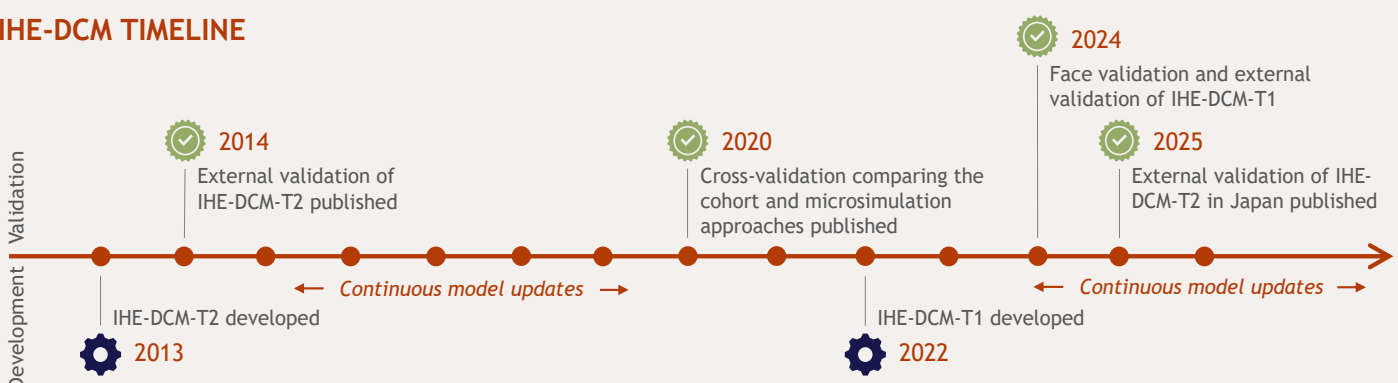 IHE-DCM TIMELINE
2024
Face validation and external
validation of IHE-DCM-T1
2014
External validation of
IHE-DCM-T2 published
2020
Cross-validation comparing the
cohort and microsimulation
approaches published
2025
External validation of IHE-
DCM-T2 in Japan published
Validation
Development
Continuous model updates
Continuous model updates
IHE-DCM-T2 developed
2013
IHE-DCM-T1 developed
2022